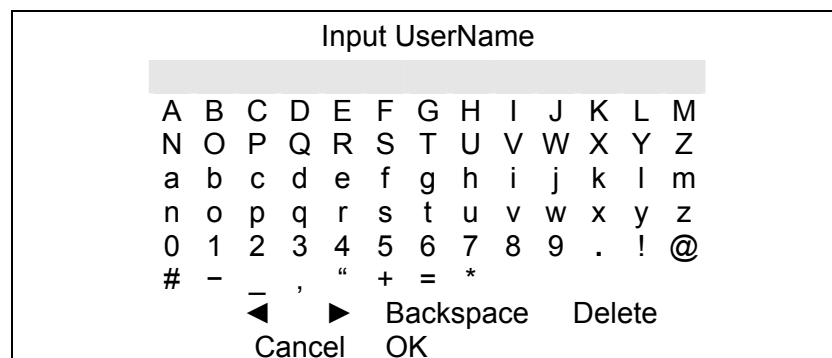 Input UserName
A B C D E F G H I J K L M
N O P Q R S T U V W X Y Z
a b c d e f g h i j k l m
n o p q r s t u v w x y z
0 1 2 3 4 5 6 7 8 9 . ! @
# − _ , “ + = *
◄ ► Backspace Delete
Cancel OK